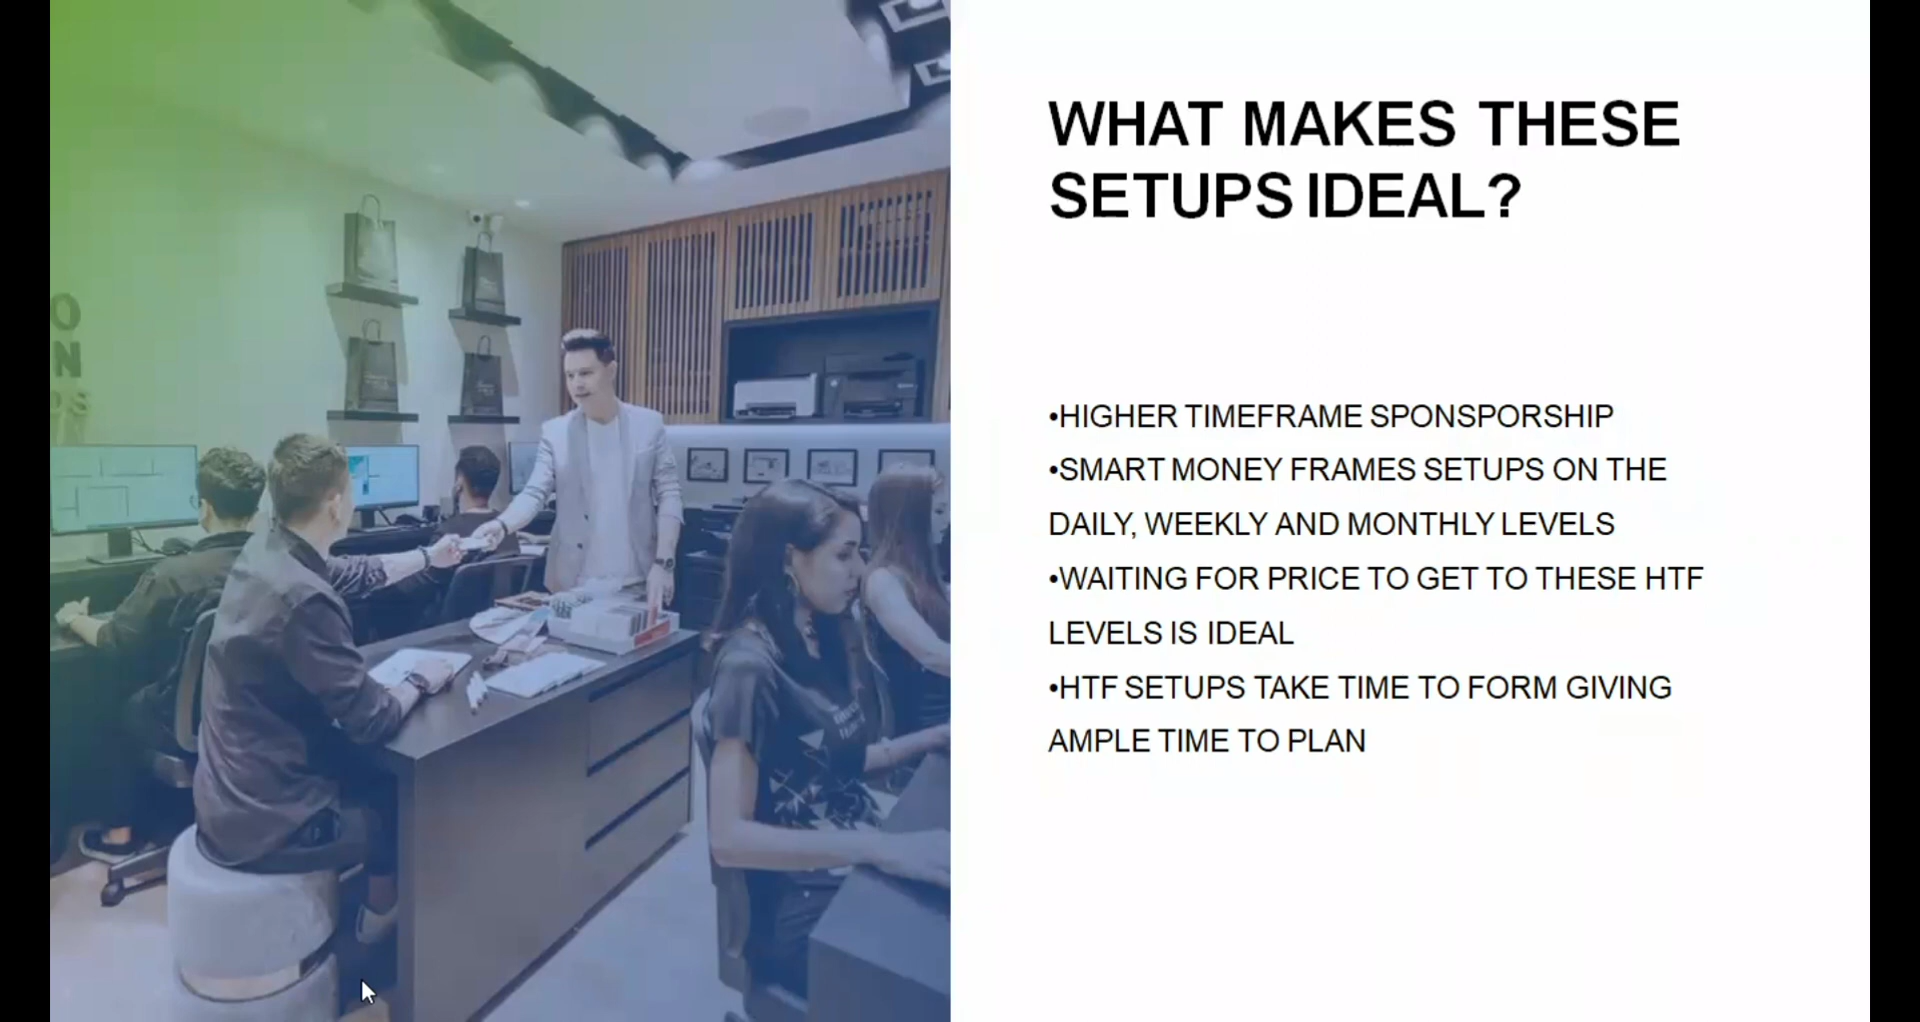 WHAT MAKES THESE
SETUPS IDEAL?
•HIGHER TIMEFRAME SPONSPORSHIP
•SMART MONEY FRAMES SETUPS ON THE
DAILY, WEEKLY AND MONTHLY LEVELS
•WAITING FOR PRICE TO GET TO THESE HTF
LEVELS IS IDEAL
•HTF SETUPS TAKE TIME TO FORM GIVING
AMPLE TIME TO PLAN